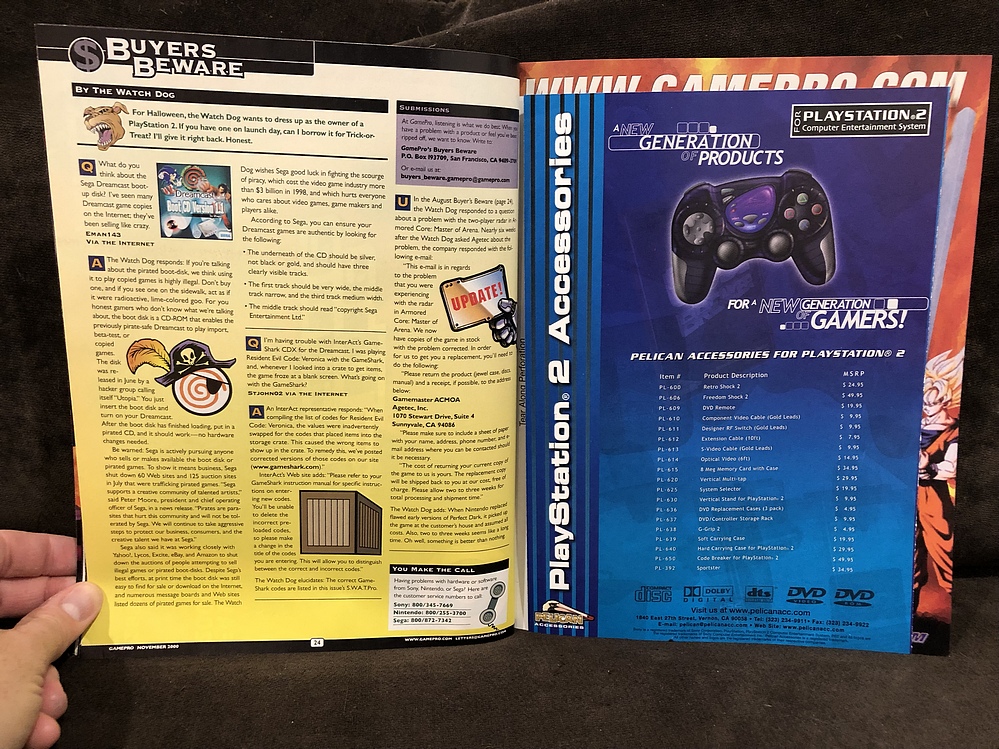 $ BUYERS
BEWARE
BY THE WATCH DOG
For Halloween, the Watch Dog wants to dress up as the owner of a
PlayStation 2. If you have one on launch day, can I borrow it for Trick-or-
Treat? I'll give it right back. Honest.
Q What do you
think about the
Sega Dreamcast boot-
up disk? I've seen many
Dreamcast game copies
on the Internet; they've
been selling like crazy.
EMAN143
VIA THE INTERNET
Dreamcast
Boot CD Version 1.1
A The Watch Dog responds: If you're talking
about the pirated boot-disk, we think using
it to play copied games is highly illegal. Don't buy
one, and if you see one on the sidewalk, act as if
it were radioactive, lime-colored goo. For you
honest gamers who don't know what we're talking
about, the boot disk is a CD-ROM that enables the
previously pirate-safe Dreamcast to play import,
beta-test, or
copied
games.
The disk
was re-
leased in June by a
hacker group calling
itself "Utopia." You just
insert the boot disk and
turn on your Dreamcast.
After the boot disk has finished loading, put in a
pirated CD, and it should work—no hardware
changes needed.
Be warned: Sega is actively pursuing anyone
who sells or makes available the boot disk or
pirated games. To show it means business, Sega
shut down 60 Web sites and 125 auction sites
in July that were trafficking pirated games. "Sega
supports a creative community of talented artists,"
said Peter Moore, president and chief operating
officer of Sega, in a news release. "Pirates are para-
sites that hurt this community and will not be tol-
erated by Sega. We will continue to take aggressive
steps to protect our business, consumers, and the
creative talent we have at Sega."
Sega also said it was working closely with
Yahoo!, Lycos, Excite, eBay, and Amazon to shut
down the auctions of people attempting to sell
illegal games or pirated boot-disks. Despite Sega's
best efforts, at print time the boot disk was still
easy to find for sale or download on the Internet,
and numerous message boards and Web sites
listed dozens of pirated games for sale. The Watch
Dog wishes Sega good luck in fighting the scourge
of piracy, which cost the video game industry more
than $3 billion in 1998, and which hurts everyone
who cares about video games, game makers and
players alike.
According to Sega, you can ensure your
Dreamcast games are authentic by looking for
the following:
• The underneath of the CD should be silver,
not black or gold, and should have three
clearly visible tracks.
• The first track should be very wide, the middle
track narrow, and the third track medium width.
• The middle track should read "copyright Sega
Enterprises Ltd."
Q I'm having trouble with InterAct's Game-
Shark CDX for the Dreamcast. I was playing
Resident Evil Code: Veronica with the GameShark,
and, whenever I looked into a crate to get items,
the game froze at a blank screen. What's going on
with the GameShark?
STJOHN02 VIA THE INTERNET
A An InterAct representative responds: "When
compiling the list of codes for Resident Evil
Code: Veronica, the values were inadvertently
swapped for the codes that placed items into the
storage crate. This caused the wrong items to
show up in the crate. To remedy this, we've posted
corrected versions of those codes on our site
(www.gameshark.com)."
InterAct's Web site adds: "Please refer to your
GameShark instruction manual for specific instruc-
tions on enter-
ing new codes.
You'll be
unable to
delete the
incorrect pre-
loaded codes,
so please make
a change in the
title of the codes
you are entering. This will allow you to distinguish
between the correct and incorrect codes."
The Watch Dog elucidates: The correct Game-
Shark codes are listed in this issue's S.W.A.T.Pro.
SUBMISSIONS
At GamePro, listening is what we do best. When you
have a problem with a product or feel you've been
ripped off, we want to know. Write to:
GamePro's Buyers Beware
P.O. Box 193709, San Francisco, CA
Or e-mail us at:
buyers_beware.gamepro@gamepro.com
U In the August Buyer's Beware (page 24),
the Watch Dog responded to a question
about a problem with the two-player radar in Ar-
mored Core: Master of Arena. Nearly six weeks
after the Watch Dog asked Agetec about the
problem, the company responded with the fol-
lowing e-mail:
"This e-mail is in regards
to the problem
that you were
experiencing
with the radar
in Armored
Core: Master of
Arena. We now
have copies of the game in stock
with the problem corrected. In order
for us to get you a replacement, you'll need to
do the following:
"Please return the product (jewel case, disc,
manual) and a receipt, if possible, to the address
below:
Gamemaster ACMOA
Agetec, Inc.
1070 Stewart Drive, Suite 4
Sunnyvale, CA 94086
"Please make sure to include a sheet of paper
with your name, address, phone number, and e-
mail address where you can be contacted should
it be necessary.
"The cost of returning your current copy of
the game to us is yours. The replacement copy
will be shipped back to you at our cost, free of
charge. Please allow two to three weeks for
total processing and shipment time."
The Watch Dog adds: When Nintendo replaced
flawed early versions of Perfect Dark, it picked up
the game at the customer's house and assumed all
costs. Also, two to three weeks seems like a long
time. Oh well, something is better than nothing.
UPDATE!
YOU MAKE THE CALL
Having problems with hardware or software
from Sony, Nintendo, or Sega? Here are
the customer service numbers to call:
Sony: 800/345-7669
Nintendo: 800/255-3700
Sega: 800/872-7342
GAMEPRO NOVEMBER 2000
24
WWW.GAMEPRO.COM
WWW.GAMEPRO.COM
Tear Along Perforation
PlayStation® 2 Accessories
PELICAN
ACCESSORIES
FOR PLAYSTATION®2
Computer Entertainment System
A NEW
GENERATION
OF PRODUCTS
FOR A NEW GENERATION
OF GAMERS!
PELICAN ACCESSORIES FOR PLAYSTATION® 2
Item # Product Description MSRP
PL-600 Retro Shock 2 $ 24.95
PL-606 Freedom Shock 2 $ 49.95
PL-609 DVD Remote $ 19.95
PL-610 Component Video Cable (Gold Leads) $ 9.95
PL-611 Designer RF Switch (Gold Leads) $ 9.95
PL-612 Extension Cable (10ft) $ 7.95
PL-613 S-Video Cable (Gold Leads) $ 9.95
PL-614 Optical Video (6ft) $ 14.95
PL-615 8 Meg Memory Card with Case $ 34.95
PL-620 Vertical Multi-tap $ 29.95
PL-625 System Selector $ 19.95
PL-630 Vertical Stand for PlayStation® 2 $ 9.95
PL-636 DVD Replacement Cases (3 pack) $ 4.95
PL-637 DVD/Controller Storage Rack $ 9.95
PL-638 G-Grip 2 $ 4.95
PL-639 Soft Carrying Case $ 19.95
PL-640 Hard Carrying Case for PlayStation® 2 $ 29.95
PL-650 Code Breaker for PlayStation® 2 $ 49.95
PL-392 Sportster $ 34.95
disc
DOLBY
DIGITAL
dts
DVD
VIDEO
DVD
Visit us at www.pelicanacc.com
1840 East 27th Street, Vernon, CA 90058 • Tel: (323) 234-9911 • Fax: (323) 234-9922
E-mail: pelican@pelicanacc.com • Web Site: www.pelicanacc.com